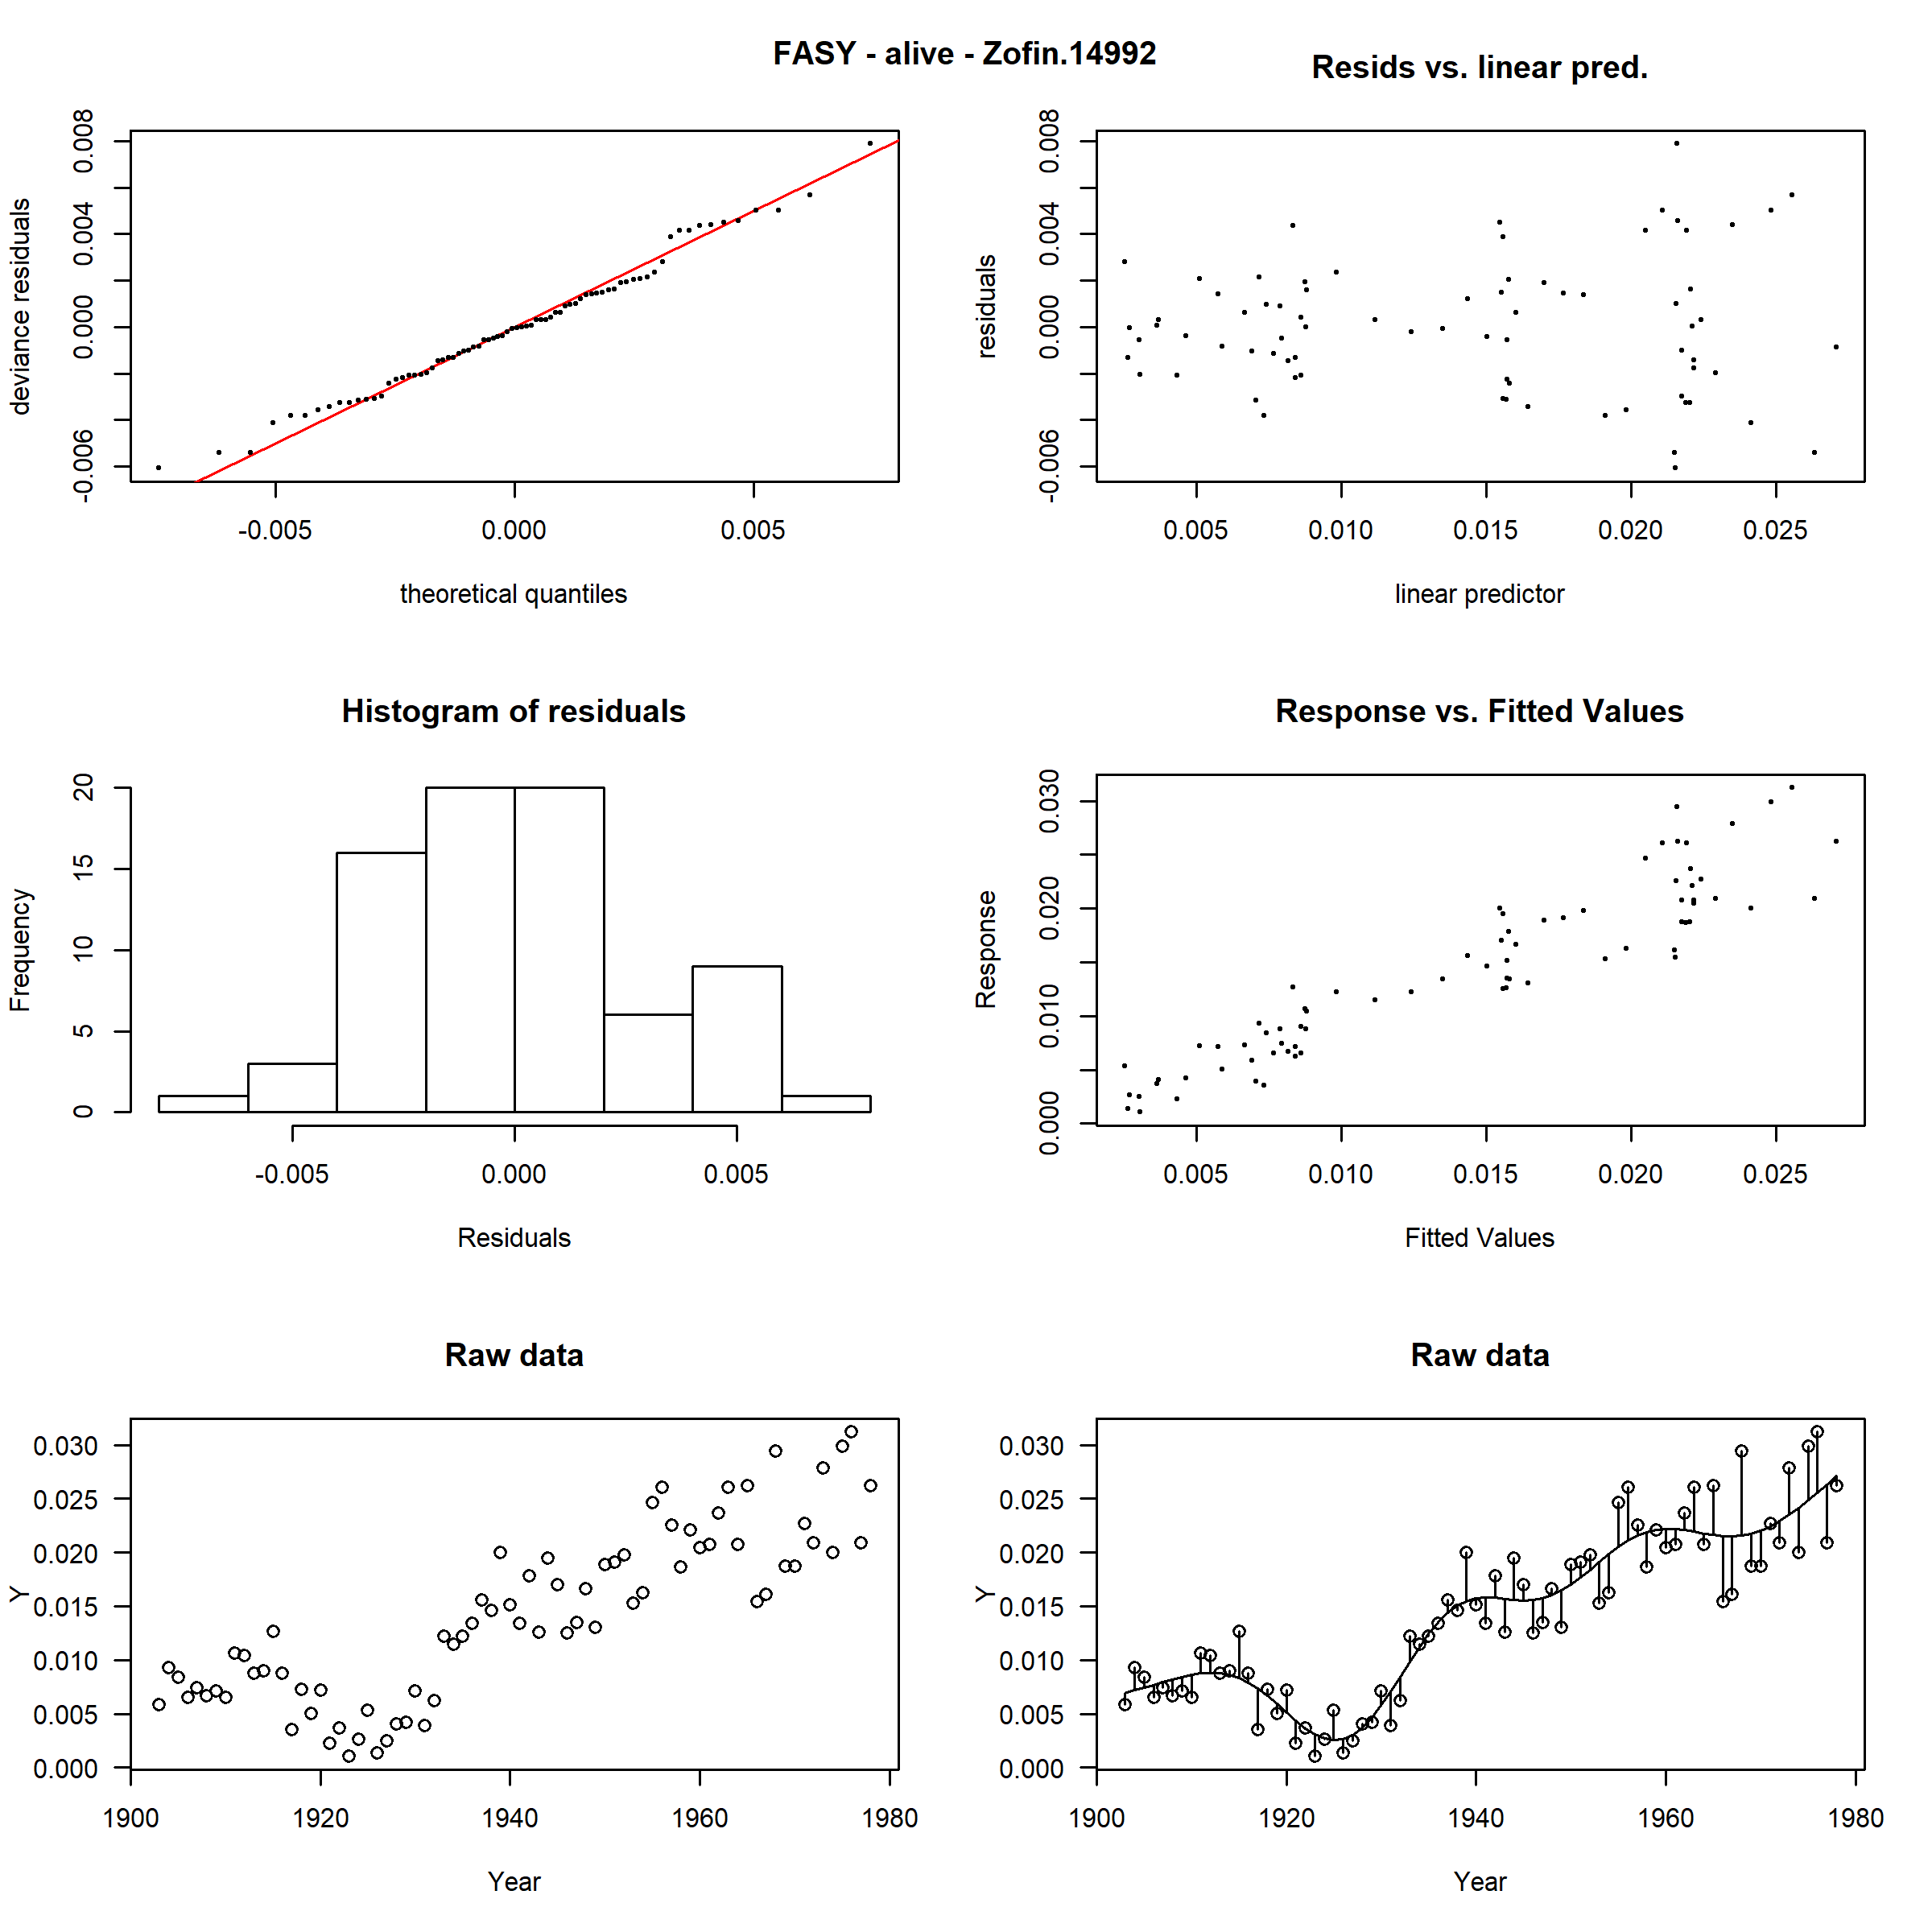 FASY - alive - Zofin.14992
Resids vs. linear pred.
deviance residuals
-0.006 0.000 0.004 0.008
-0.005 0.000 0.005
theoretical quantiles
residuals
-0.006 0.000 0.004 0.008
0.005 0.010 0.015 0.020 0.025
linear predictor
Histogram of residuals
Frequency
0 5 10 15 20
-0.005 0.000 0.005
Residuals
Response vs. Fitted Values
Response
0.000 0.010 0.020 0.030
0.005 0.010 0.015 0.020 0.025
Fitted Values
Raw data
Y
0.030
0.025
0.020
0.015
0.010
0.005
0.000
1900 1920 1940 1960 1980
Year
Raw data
Y
0.030
0.025
0.020
0.015
0.010
0.005
0.000
1900 1920 1940 1960 1980
Year